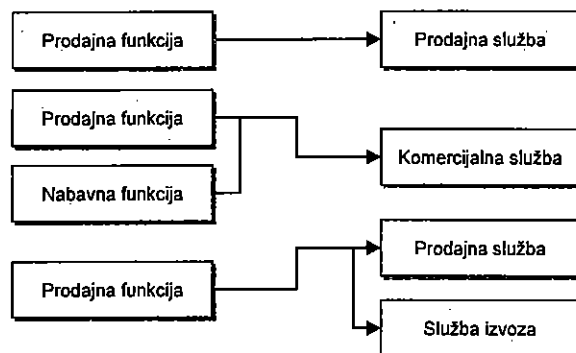 Prodajna funkcija
Prodajna služba
Prodajna funkcija
Nabavna funkcija
Komercijalna služba
Prodajna funkcija
Prodajna služba
Služba izvoza